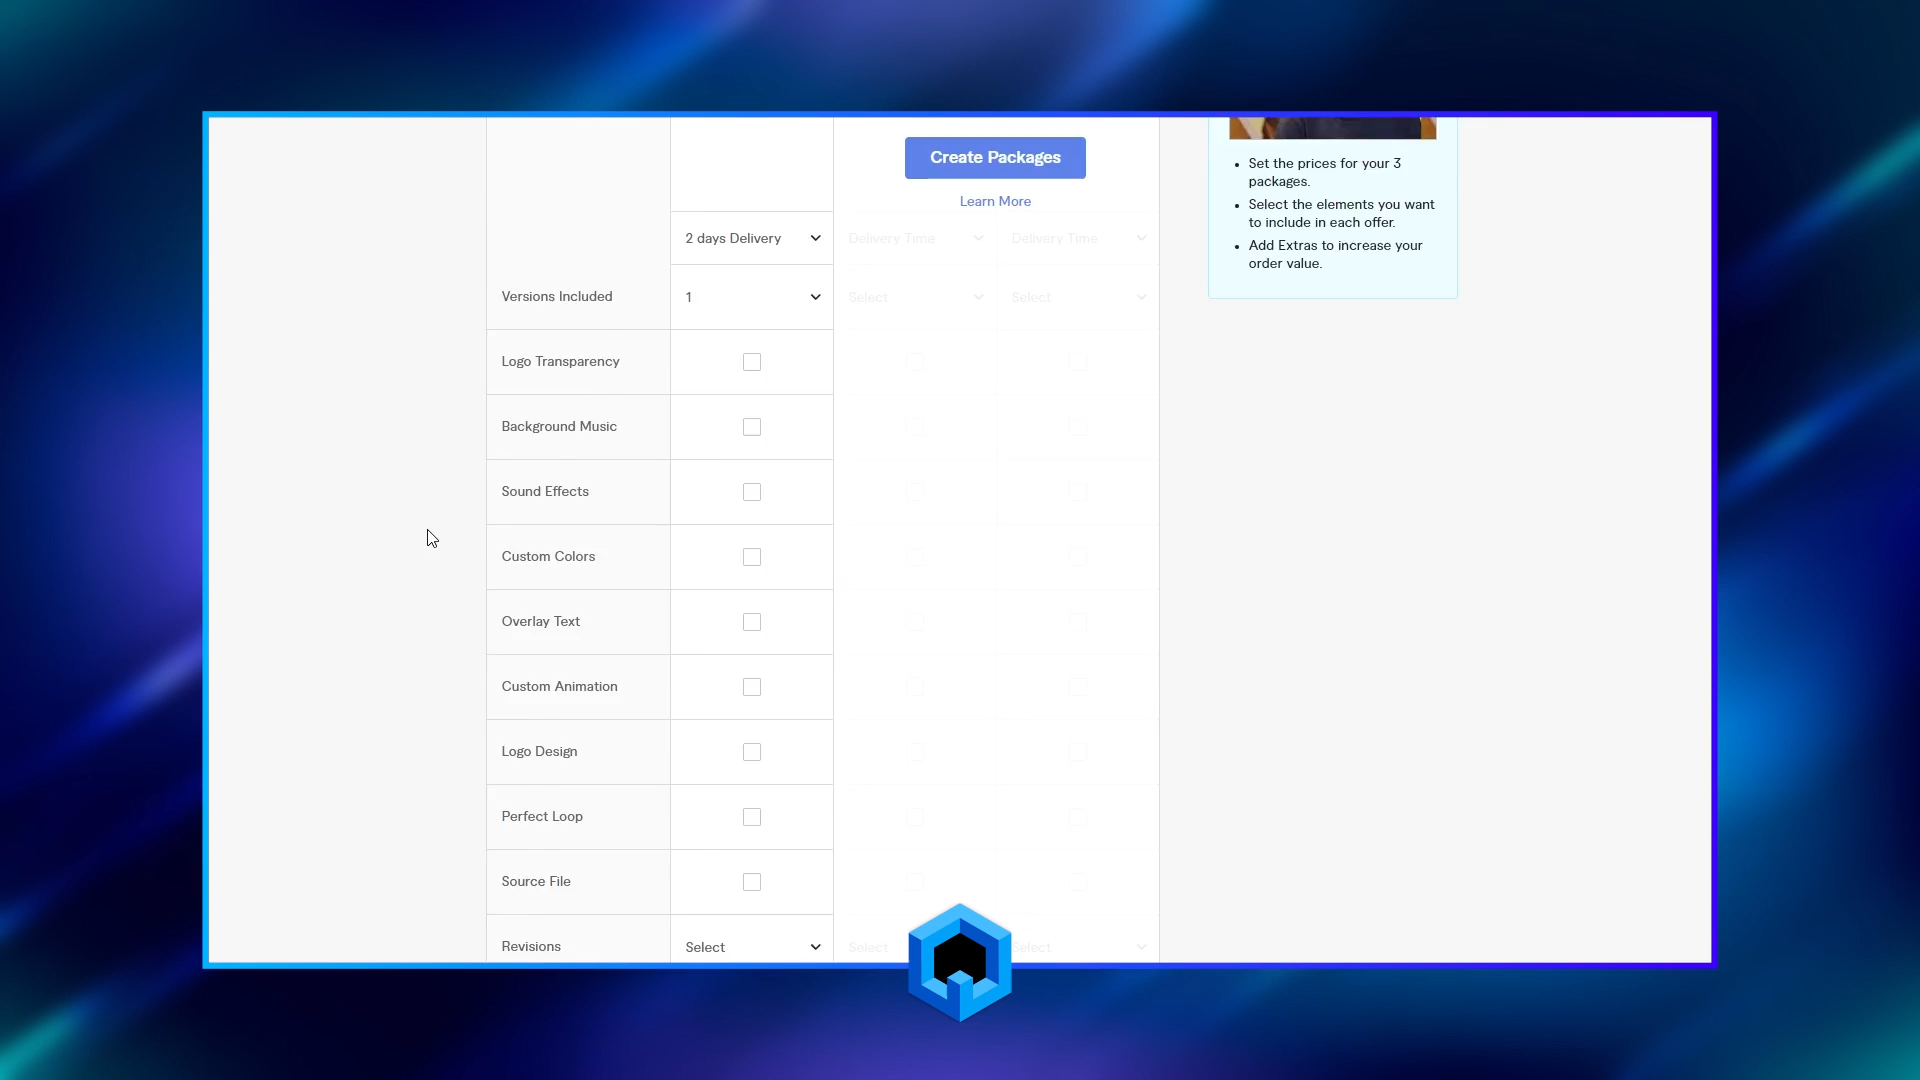 Create Packages
Learn More
2 days Delivery
Delivery Time
Delivery Time
Versions Included
1
Select
Select
Logo Transparency
Background Music
Sound Effects
Custom Colors
Overlay Text
Custom Animation
Logo Design
Perfect Loop
Source File
Revisions
Select
Select
Select
Set the prices for your 3
packages.
Select the elements you want
to include in each offer.
Add Extras to increase your
order value.